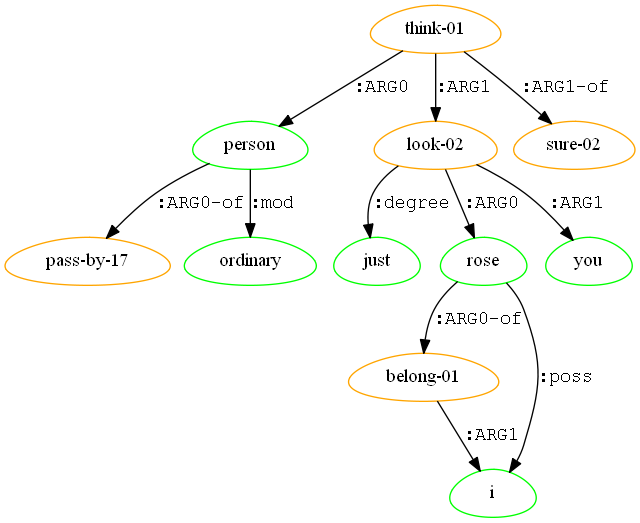 think-01
:ARG0 :ARG1 :ARG1-of
person look-02 sure-02
:ARG0-of :mod :degree :ARG0 :ARG1
pass-by-17 ordinary just rose you
:ARG0-of
belong-01 :poss
:ARG1
i